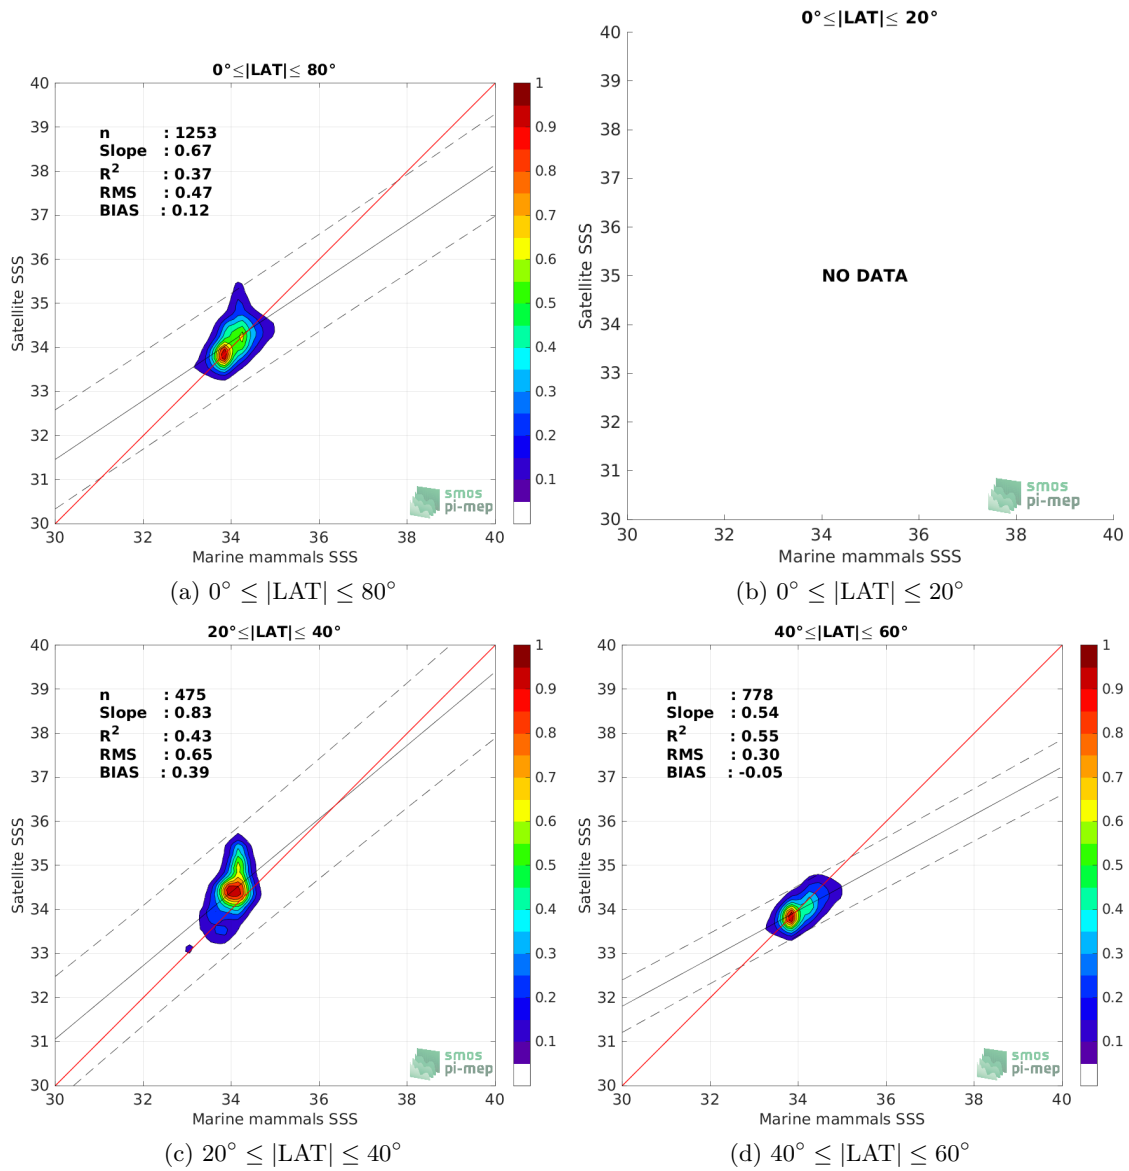 0°≤|LAT|≤ 80°
40
39
38
37
36
35
34
33
32
31
30
n : 1253
Slope : 0.67
R² : 0.37
RMS : 0.47
BIAS : 0.12
Satellite SSS
30 32 34 36 38 40
Marine mammals SSS
1
0.9
0.8
0.7
0.6
0.5
0.4
0.3
0.2
0.1
smos
pi-mep
(a) 0° ≤ |LAT| ≤ 80°
0°≤|LAT|≤ 20°
40
39
38
37
36
35
34
33
32
31
30
NO DATA
Satellite SSS
30 32 34 36 38 40
Marine mammals SSS
smos
pi-mep
(b) 0° ≤ |LAT| ≤ 20°
20°≤|LAT|≤ 40°
40
39
38
37
36
35
34
33
32
31
30
n : 475
Slope : 0.83
R² : 0.43
RMS : 0.65
BIAS : 0.39
Satellite SSS
30 32 34 36 38 40
Marine mammals SSS
1
0.9
0.8
0.7
0.6
0.5
0.4
0.3
0.2
0.1
smos
pi-mep
(c) 20° ≤ |LAT| ≤ 40°
40°≤|LAT|≤ 60°
40
39
38
37
36
35
34
33
32
31
30
n : 778
Slope : 0.54
R² : 0.55
RMS : 0.30
BIAS : -0.05
Satellite SSS
30 32 34 36 38 40
Marine mammals SSS
1
0.9
0.8
0.7
0.6
0.5
0.4
0.3
0.2
0.1
smos
pi-mep
(d) 40° ≤ |LAT| ≤ 60°